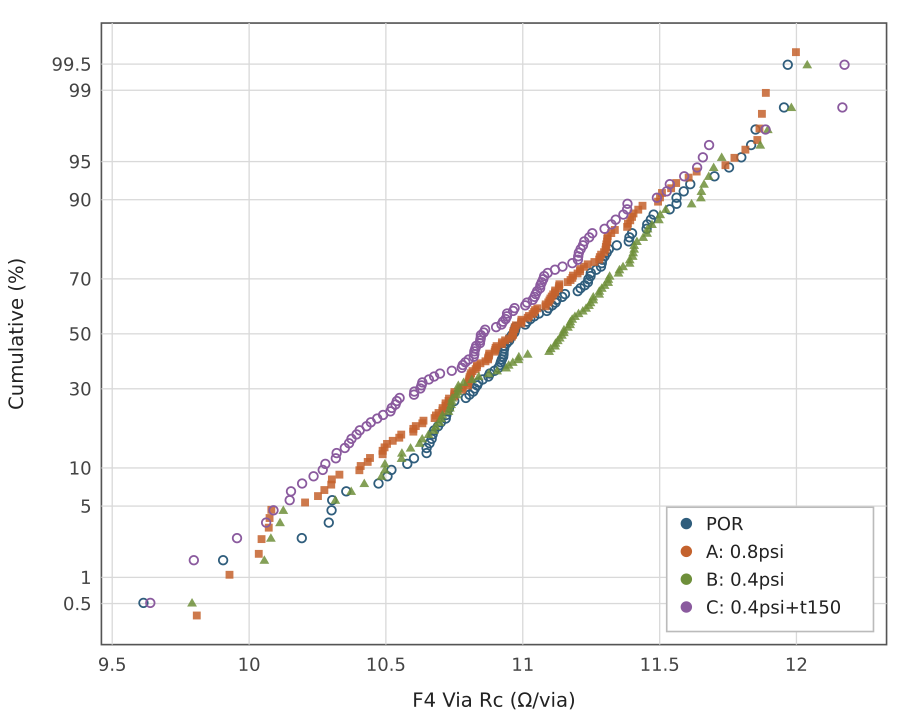 99.5
99
95
90
70
50
30
10
5
1
0.5
Cumulative (%)
9.5 10 10.5 11 11.5 12
F4 Via Rc (Ω/via)
POR
A: 0.8psi
B: 0.4psi
C: 0.4psi+t150